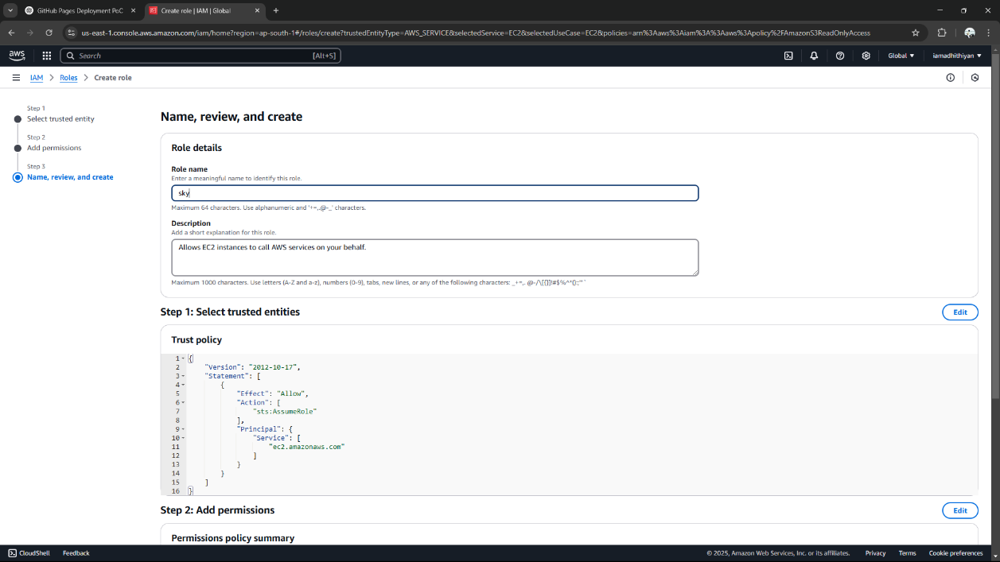 GitHub Pages Deployment PoC
Create role | IAM | Global
us-east-1.console.aws.amazon.com/iam/home?region=ap-south-1#/roles/create?trustedEntityType=AWS_SERVICE&selectedService=EC2&selectedUseCase=EC2&policies=arn%3Aaws%3Aiam%3A%3Aaws%3Apolicy%2FAmazonS3ReadOnlyAccess
aws
Search
[Alt+S]
Global
iamadhithiyan
IAM
Roles
Create role
Step 1
Select trusted entity
Step 2
Add permissions
Step 3
Name, review, and create
Name, review, and create
Role details
Role name
Enter a meaningful name to identify this role.
sky
Maximum 64 characters. Use alphanumeric and '+=,.@-_' characters.
Description
Add a short explanation for this role.
Allows EC2 instances to call AWS services on your behalf.
Maximum 1000 characters. Use letters (A-Z and a-z), numbers (0-9), tabs, new lines, or any of the following characters: _+=,. @-/\[{}]!#$%^*();:'"`
Step 1: Select trusted entities
Edit
Trust policy
1 {
2 "Version": "2012-10-17",
3 "Statement": [
4 {
5 "Effect": "Allow",
6 "Action": [
7 "sts:AssumeRole"
8 ],
9 "Principal": {
10 "Service": [
11 "ec2.amazonaws.com"
12 ]
13 }
14 }
15 ]
16 }
Step 2: Add permissions
Edit
Permissions policy summary
CloudShell
Feedback
© 2025, Amazon Web Services, Inc. or its affiliates.
Privacy
Terms
Cookie preferences